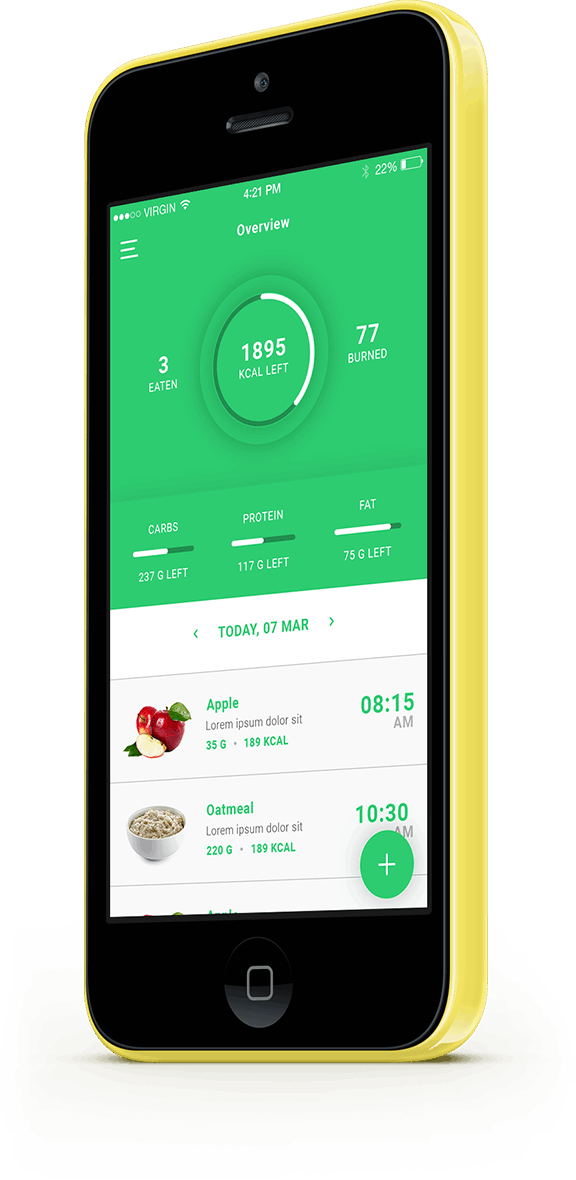 VIRGIN 4:21 PM 22%
Overview
3
EATEN
1895
KCAL LEFT
77
BURNED
CARBS
237 G LEFT
PROTEIN
117 G LEFT
FAT
75 G LEFT
‹ TODAY, 07 MAR ›
Apple
Lorem ipsum dolor sit
35 G • 189 KCAL
08:15
AM
Oatmeal
Lorem ipsum dolor sit
220 G • 189 KCAL
10:30
AM
+
Apple